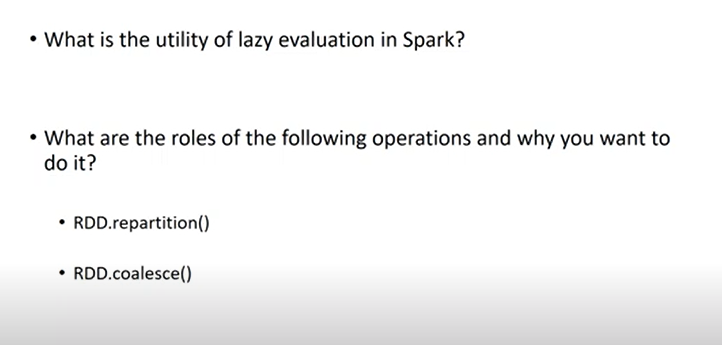 • What is the utility of lazy evaluation in Spark?
• What are the roles of the following operations and why you want to
do it?
• RDD.repartition()
• RDD.coalesce()